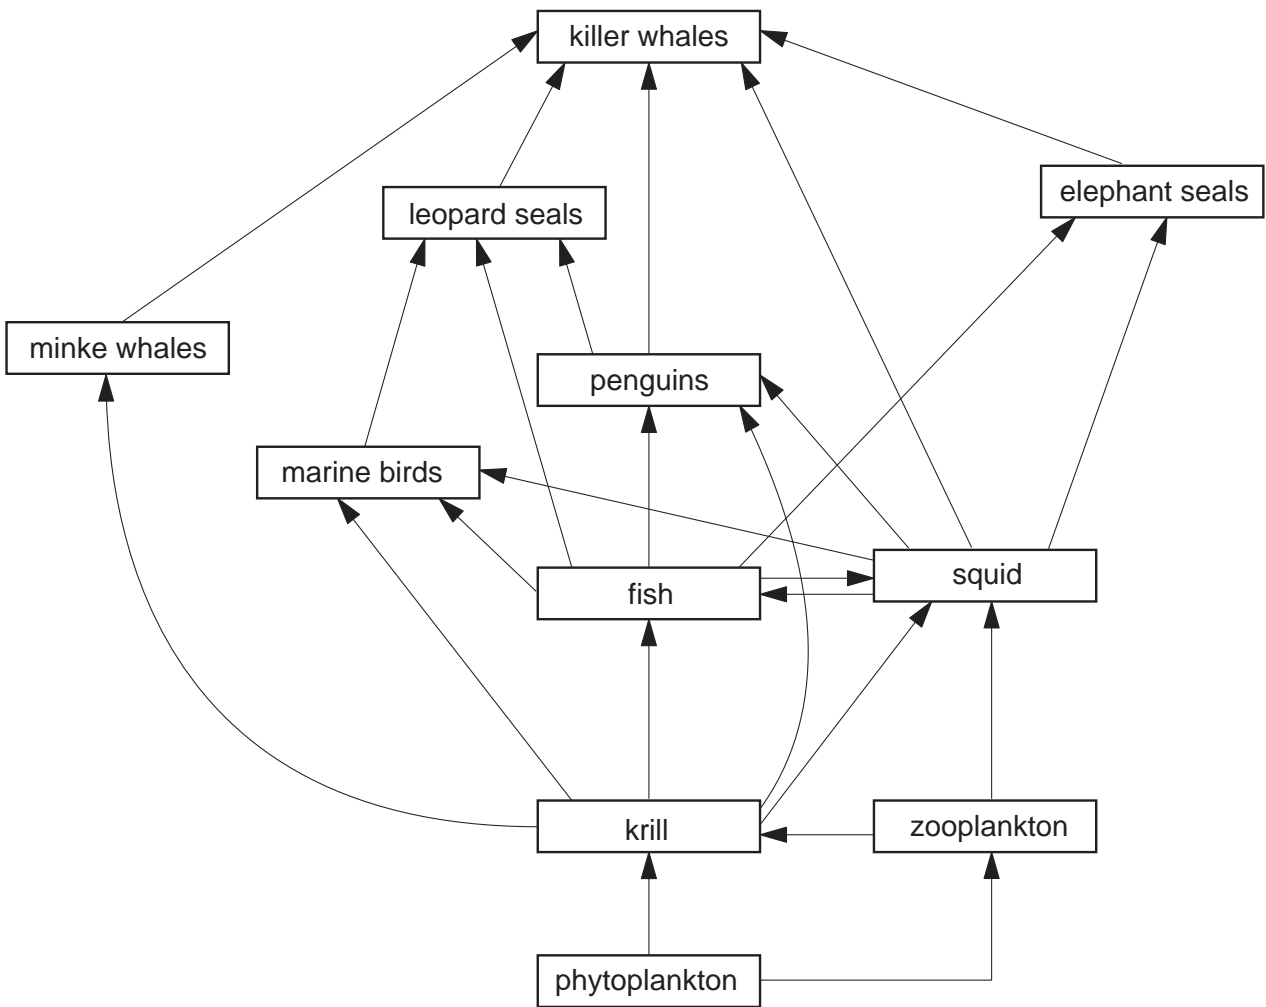 killer whales
elephant seals
leopard seals
minke whales
penguins
marine birds
squid
fish
zooplankton
krill
phytoplankton